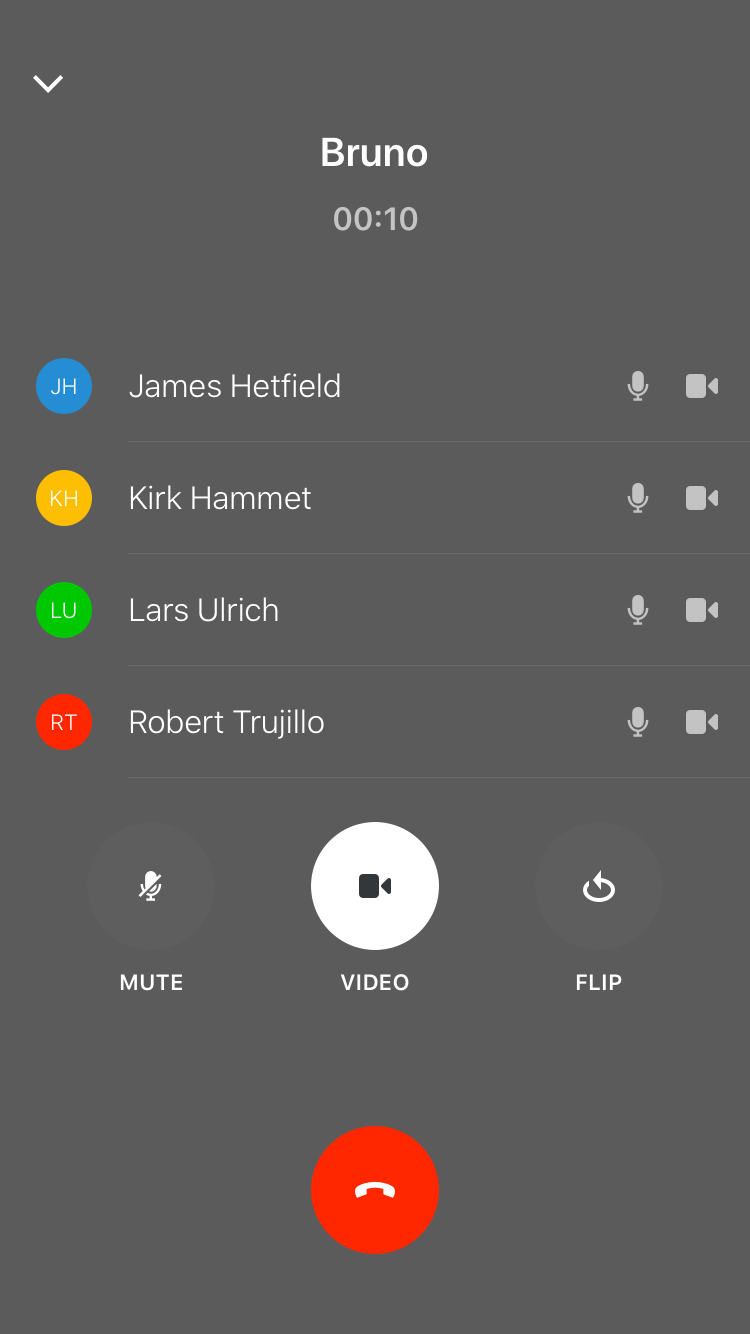 Bruno
00:10
JH James Hetfield
KH Kirk Hammet
LU Lars Ulrich
RT Robert Trujillo
MUTE VIDEO FLIP